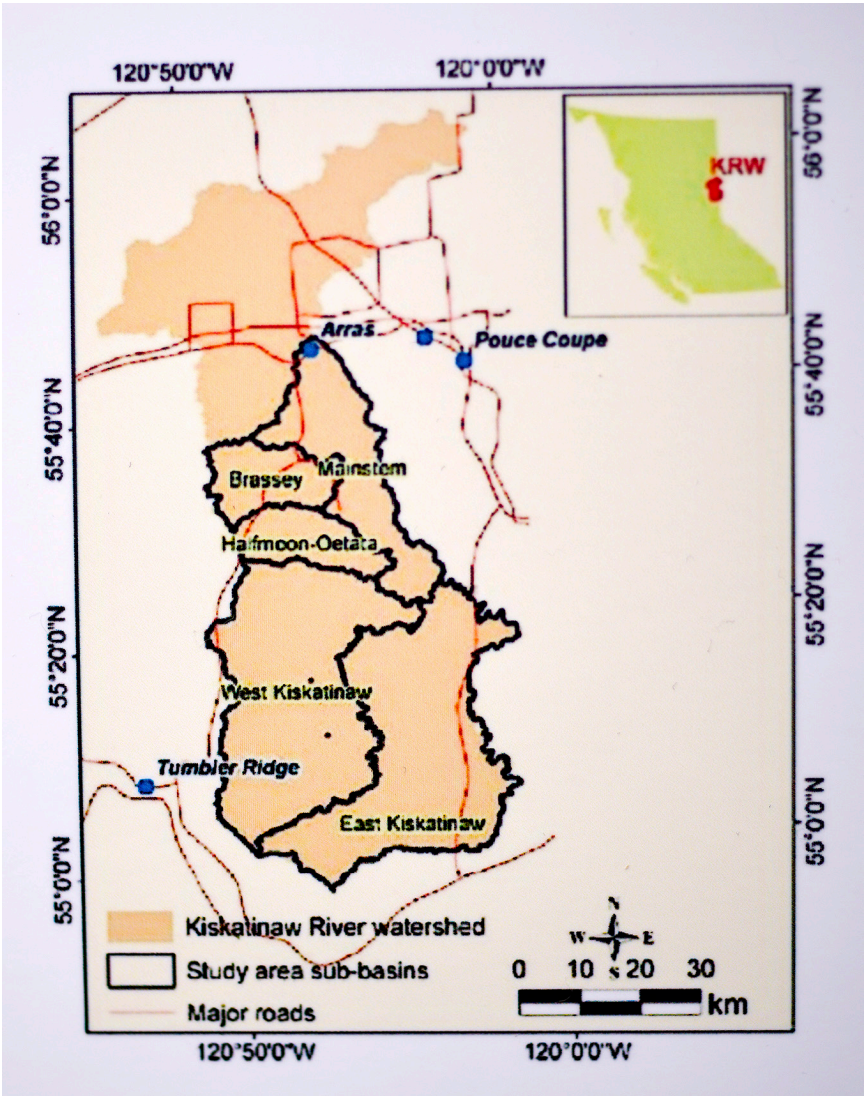 120°50'0"W
120°0'0"W
56°0'0"N
56°0'0"N
KRW
Arras
Pouce Coupe
55°40'0"N
55°40'0"N
Mainstem
Brassey
Halfmoon-Oetata
55°20'0"N
55°20'0"N
West Kiskatinaw
Tumbler Ridge
East Kiskatinaw
55°0'0"N
55°0'0"N
Kiskatinaw River watershed
Study area sub-basins
Major roads
N
W E
S
0 10 20 30
km
120°50'0"W
120°0'0"W